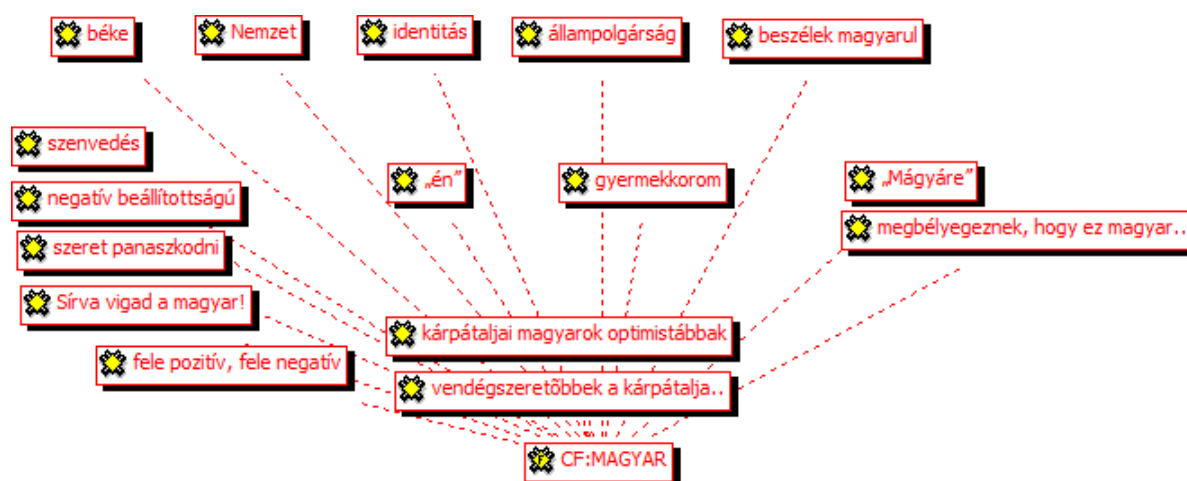 béke
Nemzet
identitás
állampolgárság
beszélek magyarul
szenvedés
„én”
gyermekkorom
„Mágyáre”
negatív beállítottságú
megbélyegeznek, hogy ez magyar..
szeret panaszkodni
Sírva vigad a magyar!
kárpátaljai magyarok optimistábbak
fele pozitív, fele negatív
vendégszeretõbbek a kárpátalja..
CF:MAGYAR